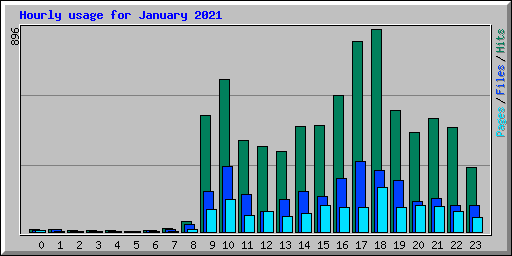 Hourly usage for January 2021
896
Pages/Files/Hits
0 1 2 3 4 5 6 7 8 9 10 11 12 13 14 15 16 17 18 19 20 21 22 23